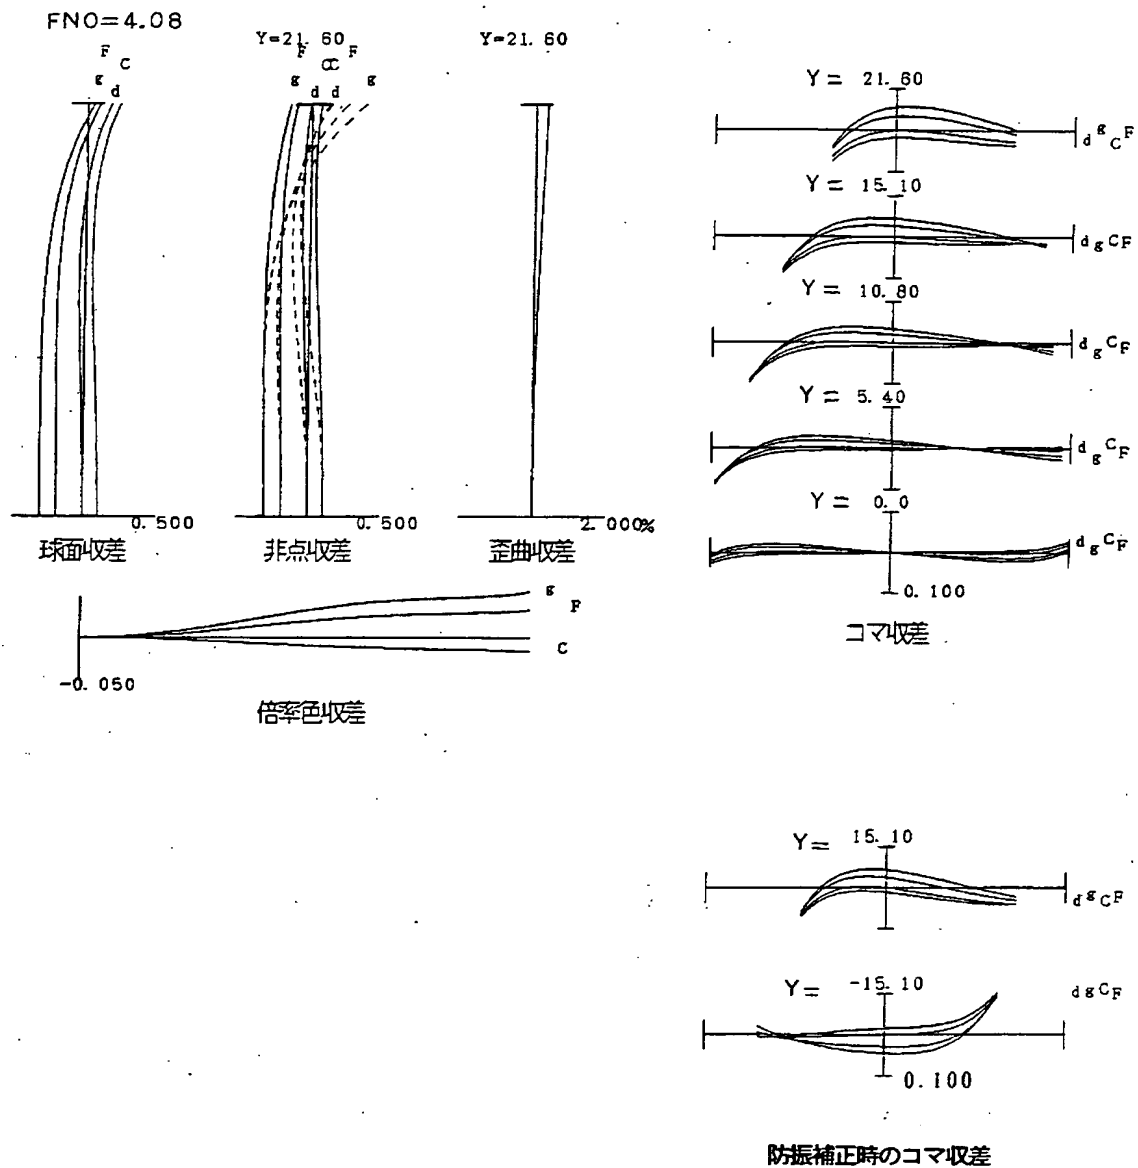 FNO=4.08
Y=21.60
Y=21.60
F
C
g
d
F
CC
F
g
d
d
g
0.500
球面収差
0.500
非点収差
2.000%
歪曲収差
g
F
C
-0.050
倍率色収差
Y= 21.60
d g C F
Y= 15.10
d g C F
Y= 10.80
d g C F
Y= 5.40
d g C F
Y= 0.0
d g C F
0.100
コマ収差
Y= 15.10
d g C F
Y= -15.10
d g C F
0.100
防振補正時のコマ収差